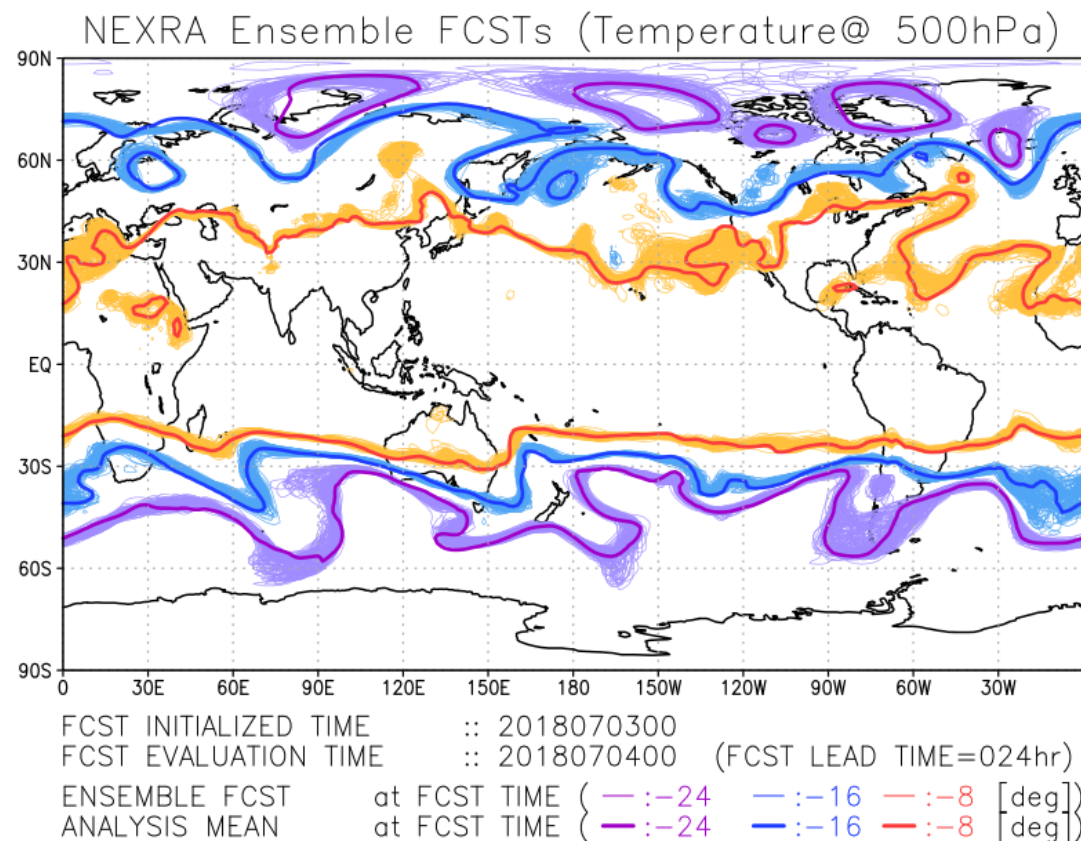 NEXRA Ensemble FCSTs (Temperature@ 500hPa)
90N
60N
30N
EQ
30S
60S
90S
0 30E 60E 90E 120E 150E 180 150W 120W 90W 60W 30W
FCST INITIALIZED TIME :: 2018070300
FCST EVALUATION TIME :: 2018070400 (FCST LEAD TIME=024hr)
ENSEMBLE FCST at FCST TIME ( :-24 :-16 :-8 [deg])
ANALYSIS MEAN at FCST TIME ( :-24 :-16 :-8 [deg])